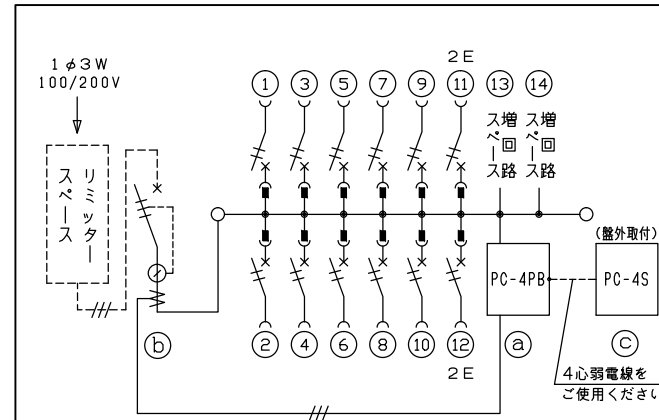 1φ3W
100/200V
リミッター
スペース
2E
① ③ ⑤ ⑦ ⑨ ⑪ ⑬ ⑭
増回路
スペース
増回路
スペース
(盤外取付)
PC-4PB
PC-4S
ⓑ
② ④ ⑥ ⑧ ⑩ ⑫ ⓐ ⓒ
2E
4心弱電線を
ご使用ください